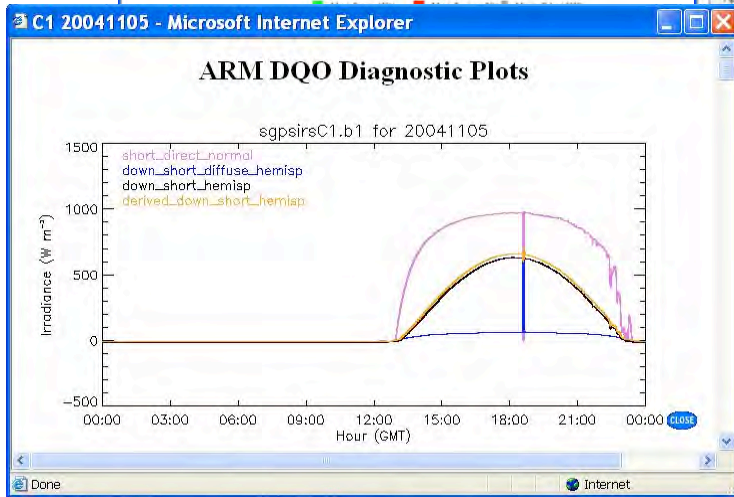 C1 20041105 - Microsoft Internet Explorer
ARM DQO Diagnostic Plots
sgpsirsC1.b1 for 20041105
short_direct_normal
down_short_diffuse_hemisp
down_short_hemisp
derived_down_short_hemisp
Irradiance (W m⁻²)
1500
1000
500
0
-500
00:00 03:00 06:00 09:00 12:00 15:00 18:00 21:00 00:00
Hour (GMT)
CLOSE
Done
Internet